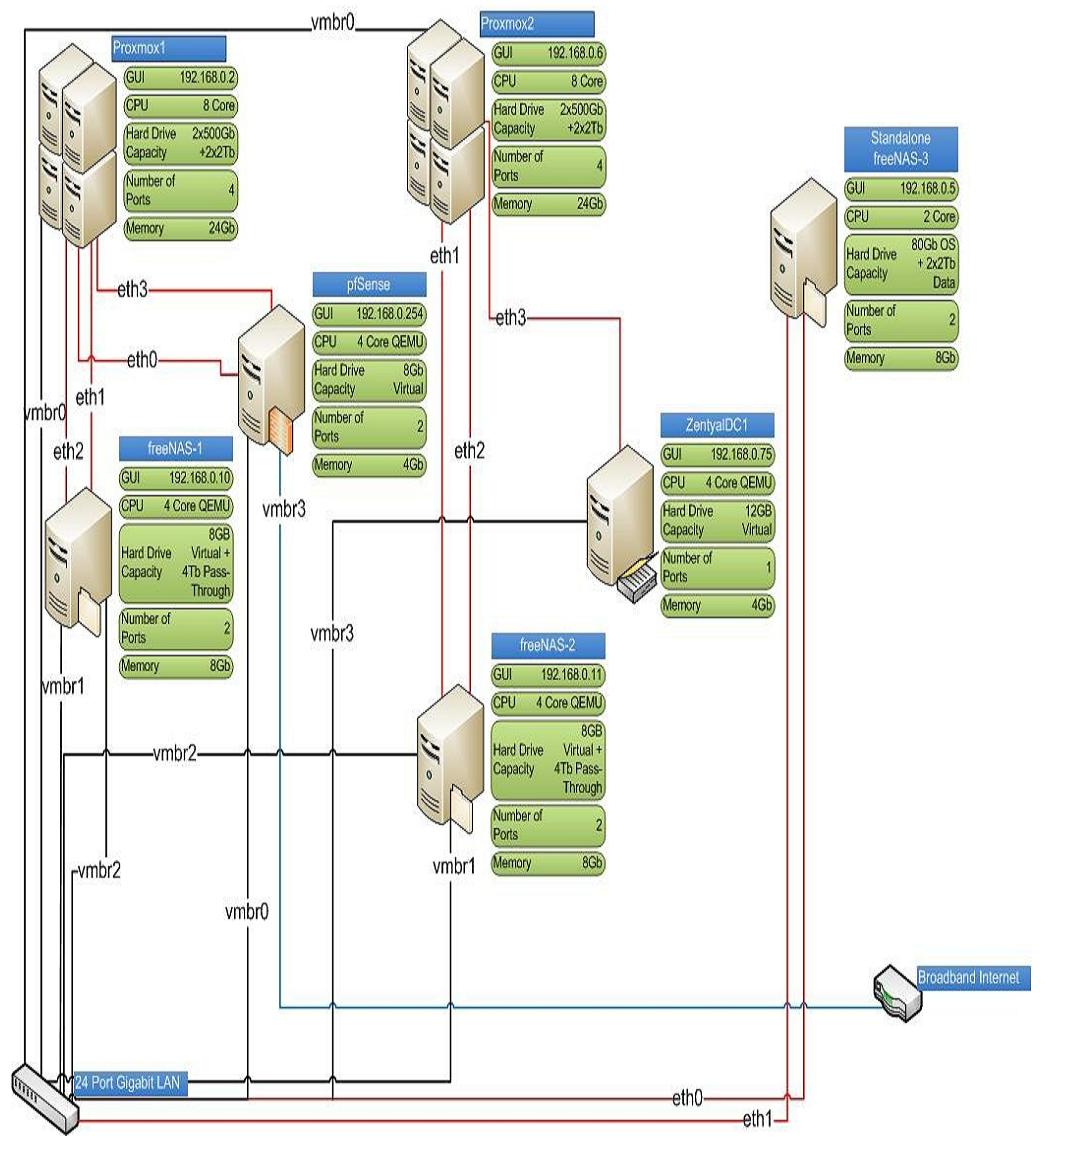 vmbr0
Proxmox1
GUI 192.168.0.2
CPU 8 Core
Hard Drive 2x500Gb
Capacity +2x2Tb
Number of
Ports 4
Memory 24Gb
Proxmox2
GUI 192.168.0.6
CPU 8 Core
Hard Drive 2x500Gb
Capacity +2x2Tb
Number of
Ports 4
Memory 24Gb
Standalone
freeNAS-3
GUI 192.168.0.5
CPU 2 Core
80Gb OS
Hard Drive + 2x2Tb
Capacity Data
Number of
Ports 2
Memory 8Gb
eth1
eth3
eth3
pfSense
GUI 192.168.0.254
CPU 4 Core QEMU
Hard Drive 8Gb
Capacity Virtual
Number of
Ports 2
Memory 4Gb
eth0
eth1
vmbr0
eth2
eth2
freeNAS-1
GUI 192.168.0.10
CPU 4 Core QEMU
8GB
Hard Drive Virtual +
Capacity 4Tb Pass-
Through
Number of
Ports 2
Memory 8Gb
ZentyalDC1
GUI 192.168.0.75
CPU 4 Core QEMU
Hard Drive 12GB
Capacity Virtual
Number of
Ports 1
Memory 4Gb
vmbr3
vmbr3
vmbr1
freeNAS-2
GUI 192.168.0.11
CPU 4 Core QEMU
8GB
Hard Drive Virtual +
Capacity 4Tb Pass-
Through
Number of
Ports 2
Memory 8Gb
vmbr2
vmbr2
vmbr1
vmbr0
Broadband Internet
24 Port Gigabit LAN
eth0
eth1